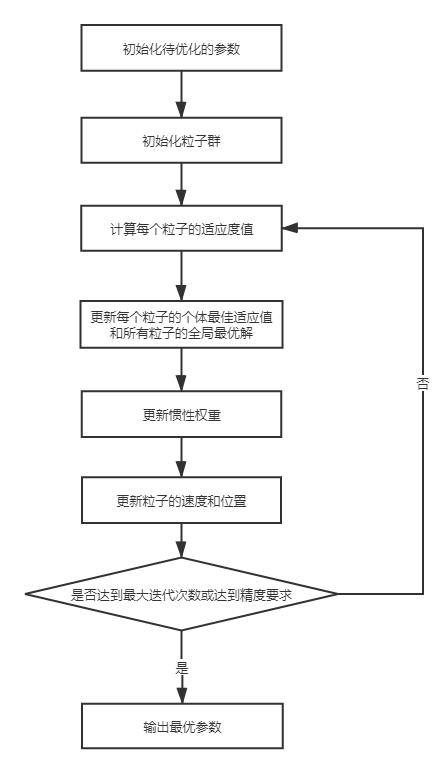 初始化待优化的参数
初始化粒子群
计算每个粒子的适应度值
更新每个粒子的个体最佳适应值
和所有粒子的全局最优解
否
更新惯性权重
更新粒子的速度和位置
是否达到最大迭代次数或达到精度要求
是
输出最优参数